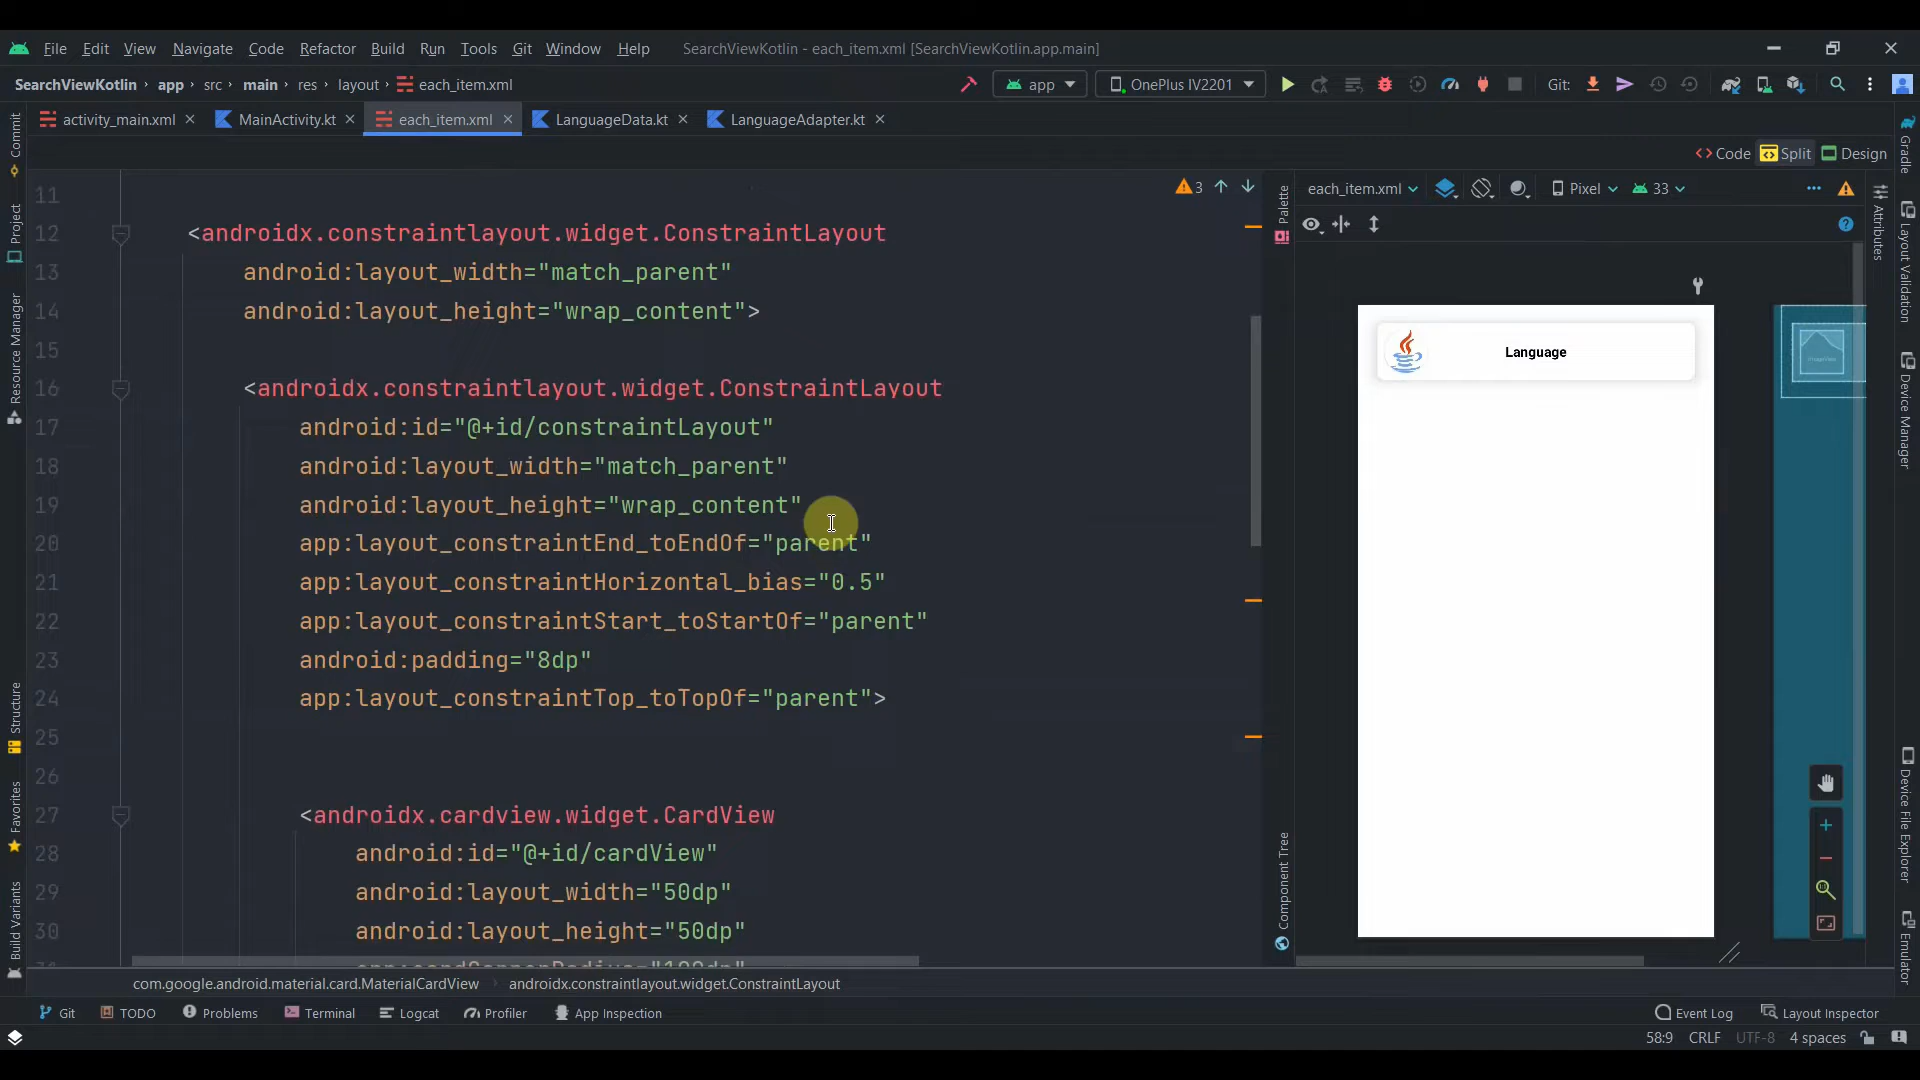 File Edit View Navigate Code Refactor Build Run Tools Git Window Help SearchViewKotlin - each_item.xml [SearchViewKotlin.app.main]
SearchViewKotlin app src main res layout each_item.xml app OnePlus IV2201 Git:
activity_main.xml MainActivity.kt each_item.xml LanguageData.kt LanguageAdapter.kt
Code Split Design
3 each_item.xml Pixel 33
11
12 <androidx.constraintlayout.widget.ConstraintLayout
13 android:layout_width="match_parent"
14 android:layout_height="wrap_content">
15
16 <androidx.constraintlayout.widget.ConstraintLayout
17 android:id="@+id/constraintLayout"
18 android:layout_width="match_parent"
19 android:layout_height="wrap_content"
20 app:layout_constraintEnd_toEndOf="parent"
21 app:layout_constraintHorizontal_bias="0.5"
22 app:layout_constraintStart_toStartOf="parent"
23 android:padding="8dp"
24 app:layout_constraintTop_toTopOf="parent">
25
26
27 <androidx.cardview.widget.CardView
28 android:id="@+id/cardView"
29 android:layout_width="50dp"
30 android:layout_height="50dp"
Language
Commit
Project
Resource Manager
Structure
Favorites
Build Variants
Palette
Component Tree
Attributes
Gradle
Layout Validation
Device Manager
Device File Explorer
Emulator
com.google.android.material.card.MaterialCardView androidx.constraintlayout.widget.ConstraintLayout
Git TODO Problems Terminal Logcat Profiler App Inspection Event Log Layout Inspector
58:9 CRLF UTF-8 4 spaces